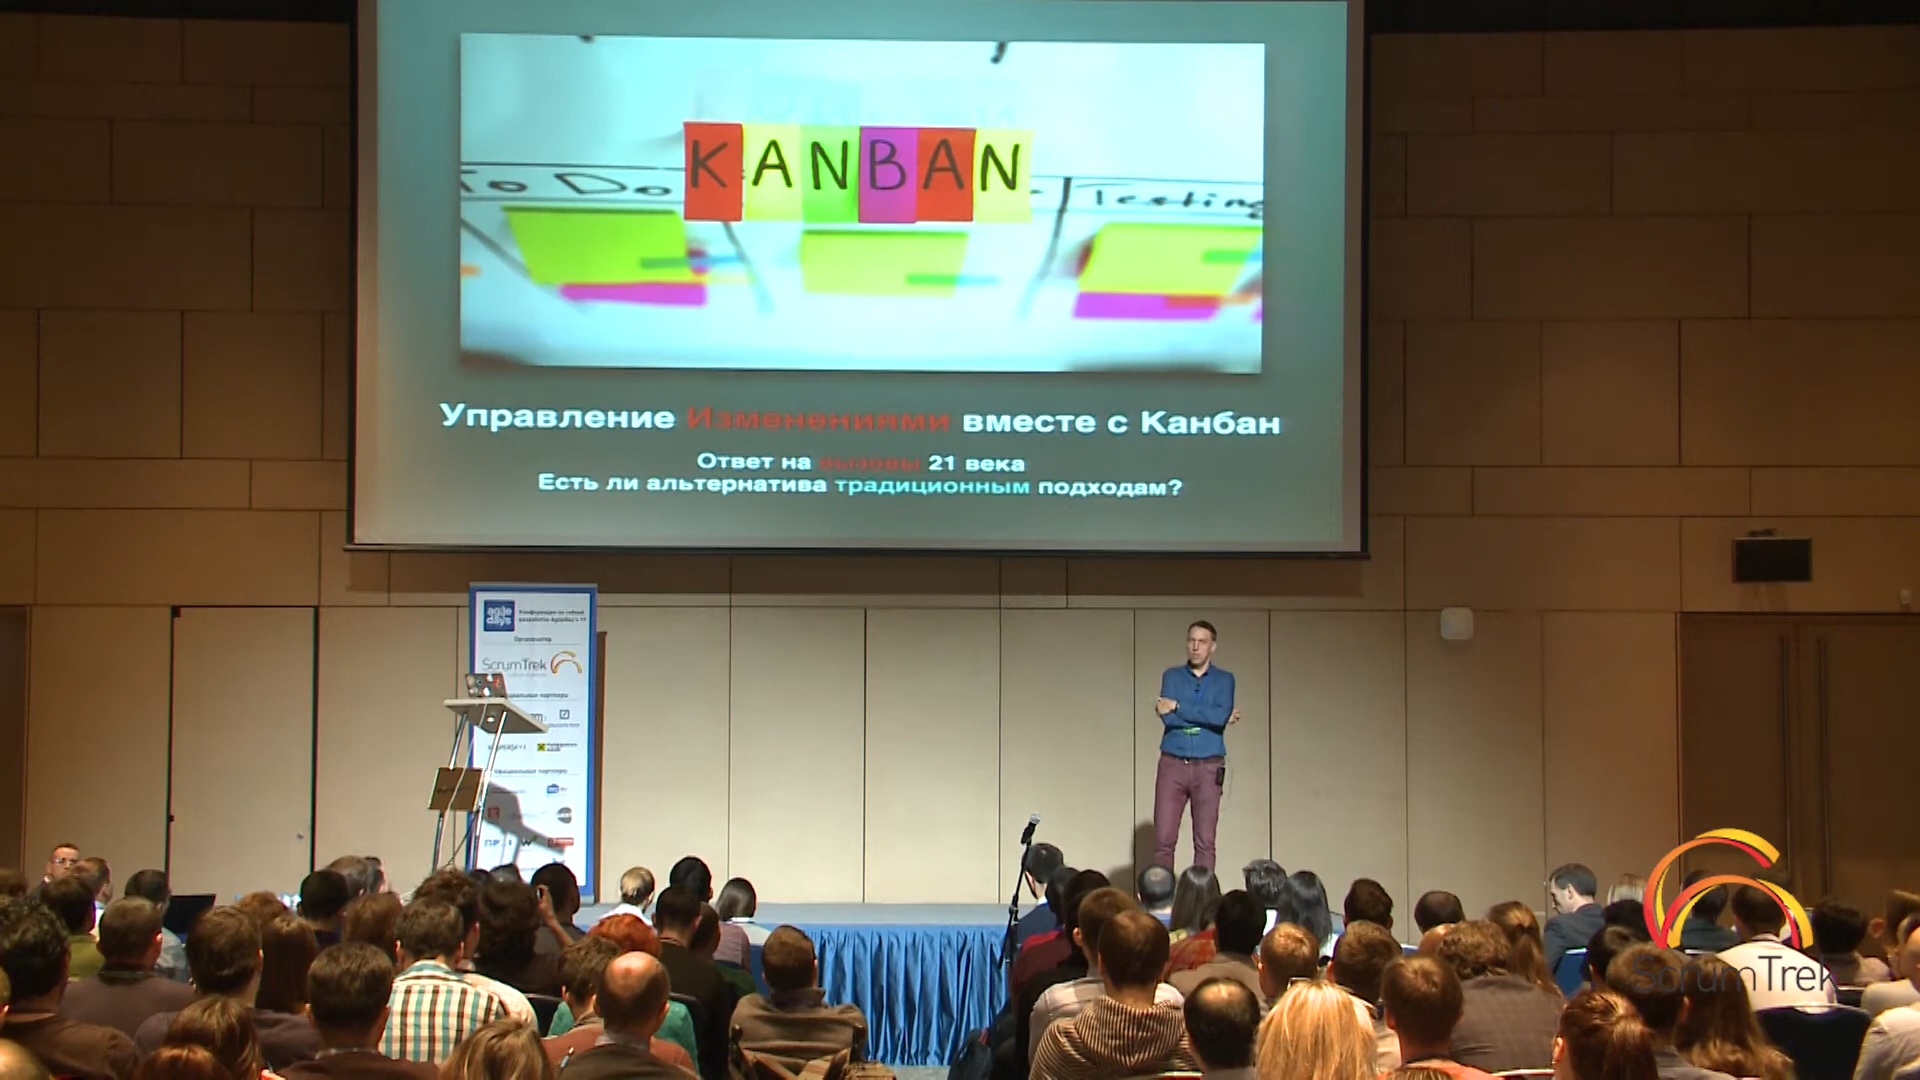 KANBAN
To Do
Testing
Управление Изменениями вместе с Канбан
Ответ на вызовы 21 века
Есть ли альтернатива традиционным подходам?
agile days
Организатор
ScrumTrek
ScrumTrek